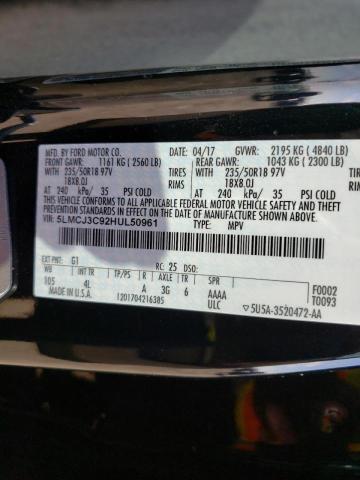 MFD. BY FORD MOTOR CO.
04/17 GVWR: 2195 KG ( 4840 LB)
FRONT GAWR: 1161 KG ( 2560 LB) REAR GAWR: 1043 KG ( 2300 LB)
235/50R18 97V TIRES 235/50R18 97V TIRES
18X8.0J RIMS 18X8.0J RIMS
AT 240 kPa/ 35 PSI COLD AT 240 kPa/ 35 PSI COLD
THIS VEHICLE CONFORMS TO ALL APPLICABLE FEDERAL MOTOR VEHICLE SAFETY AND
STANDARDS IN EFFECT ON THE DATE OF MANUFACTURE SHOWN ABOVE.
VIN: 5LMCJ3C92HUL50961
TYPE: MPV
F0002
T0093
EXT PNT: G1 RC: 25 DSO:
WB INT TR TP/PS R AXLE TR SPR
105 4L A 3G 6 AAAA
MADE IN U.S.A. 1201704216385 ULC 5U5A-3520472-AA